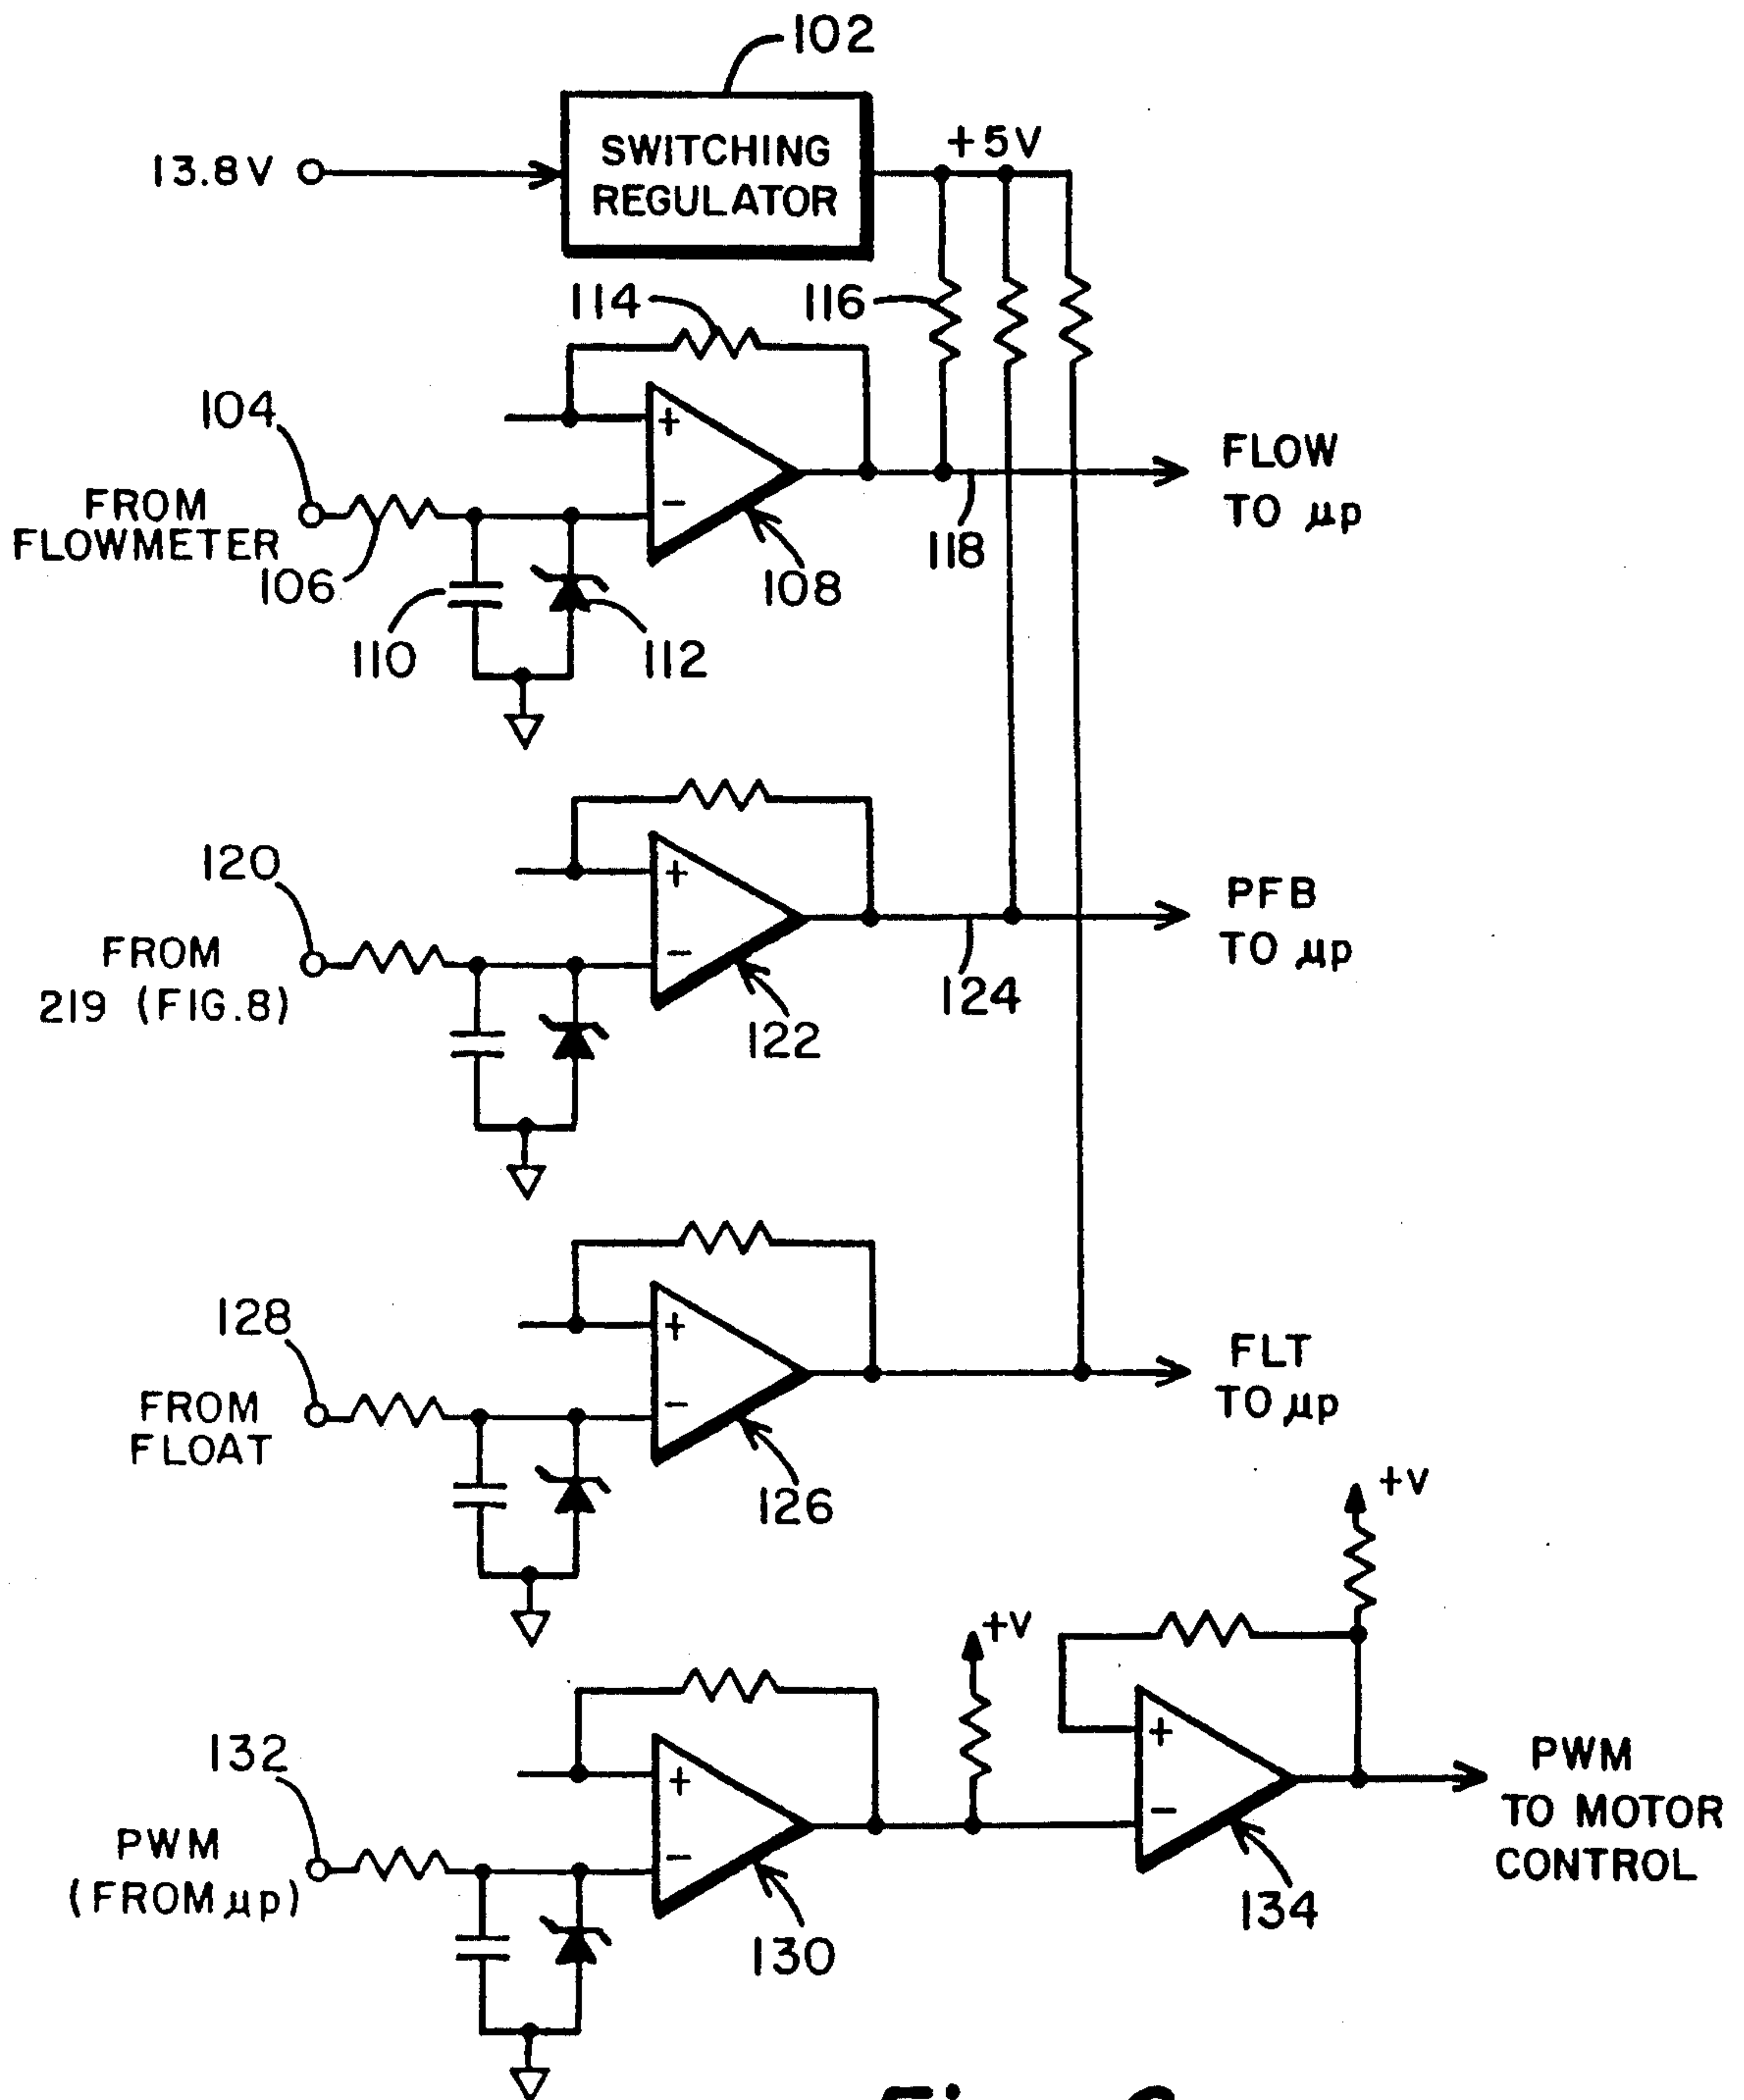 102
13.8V
SWITCHING
REGULATOR
+5V
114
116
104
+
-
FROM
FLOWMETER
106
108
110
112
118
FLOW
TO μp
120
+
-
FROM
219 (FIG.8)
122
124
PFB
TO μp
128
+
-
FROM
FLOAT
126
FLT
TO μp
+V
+V
132
+
-
PWM
(FROM μp)
130
+
-
134
PWM
TO MOTOR
CONTROL